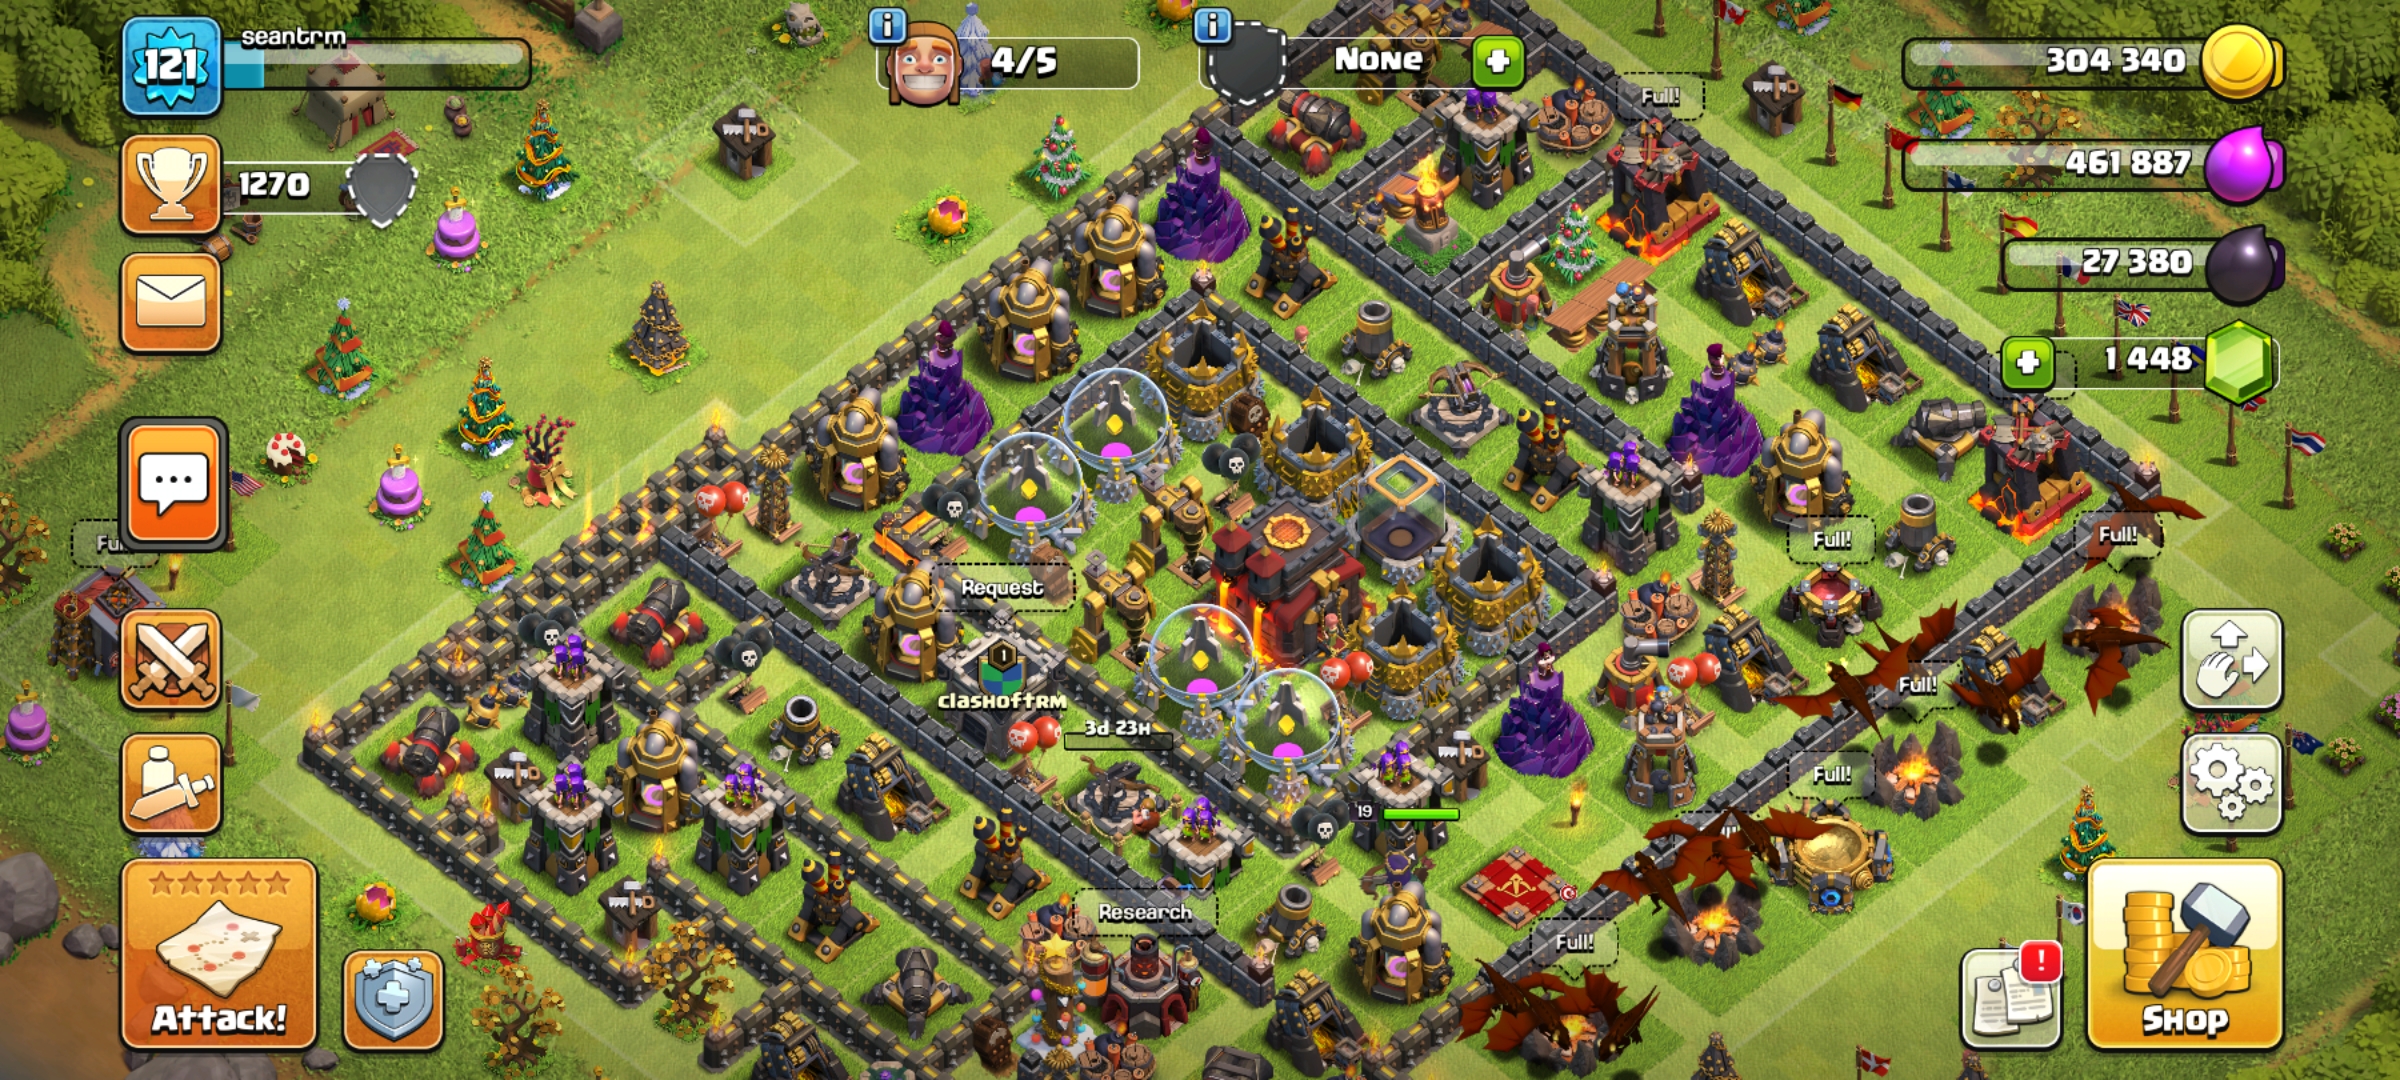 121
seantrm
4/5
None
304 340
1270
461 887
27 380
1 448
Full!
Full!
Full!
Request
clashoftRM
3d 23H
Full!
Full!
19
Research
Full!
Attack!
Shop